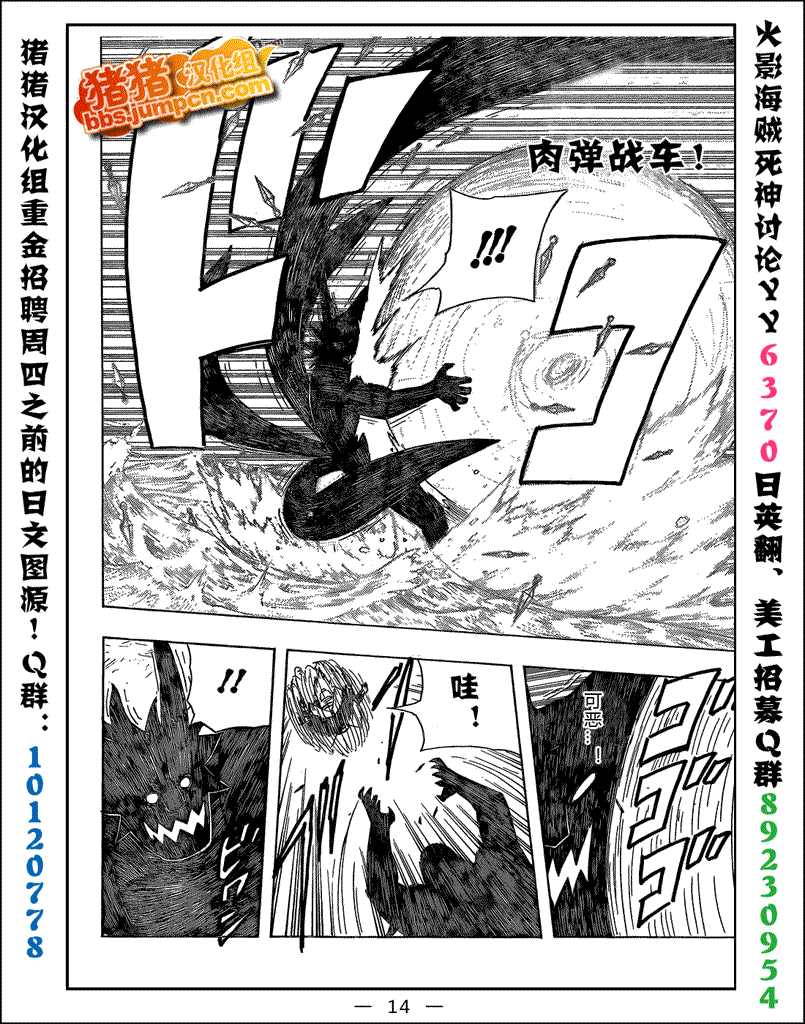 猪猪汉化组
bbs.jumpcn.com
火影海贼死神讨论YY6370日英翻、美工招募Q群89230954
猪猪汉化组重金招聘周四之前的日文图源！Q群：10120778
肉弹战车！
!!!
ドドゴ
可恶…！
ゴゴゴ
哇！
!!
ビクン
— 14 —